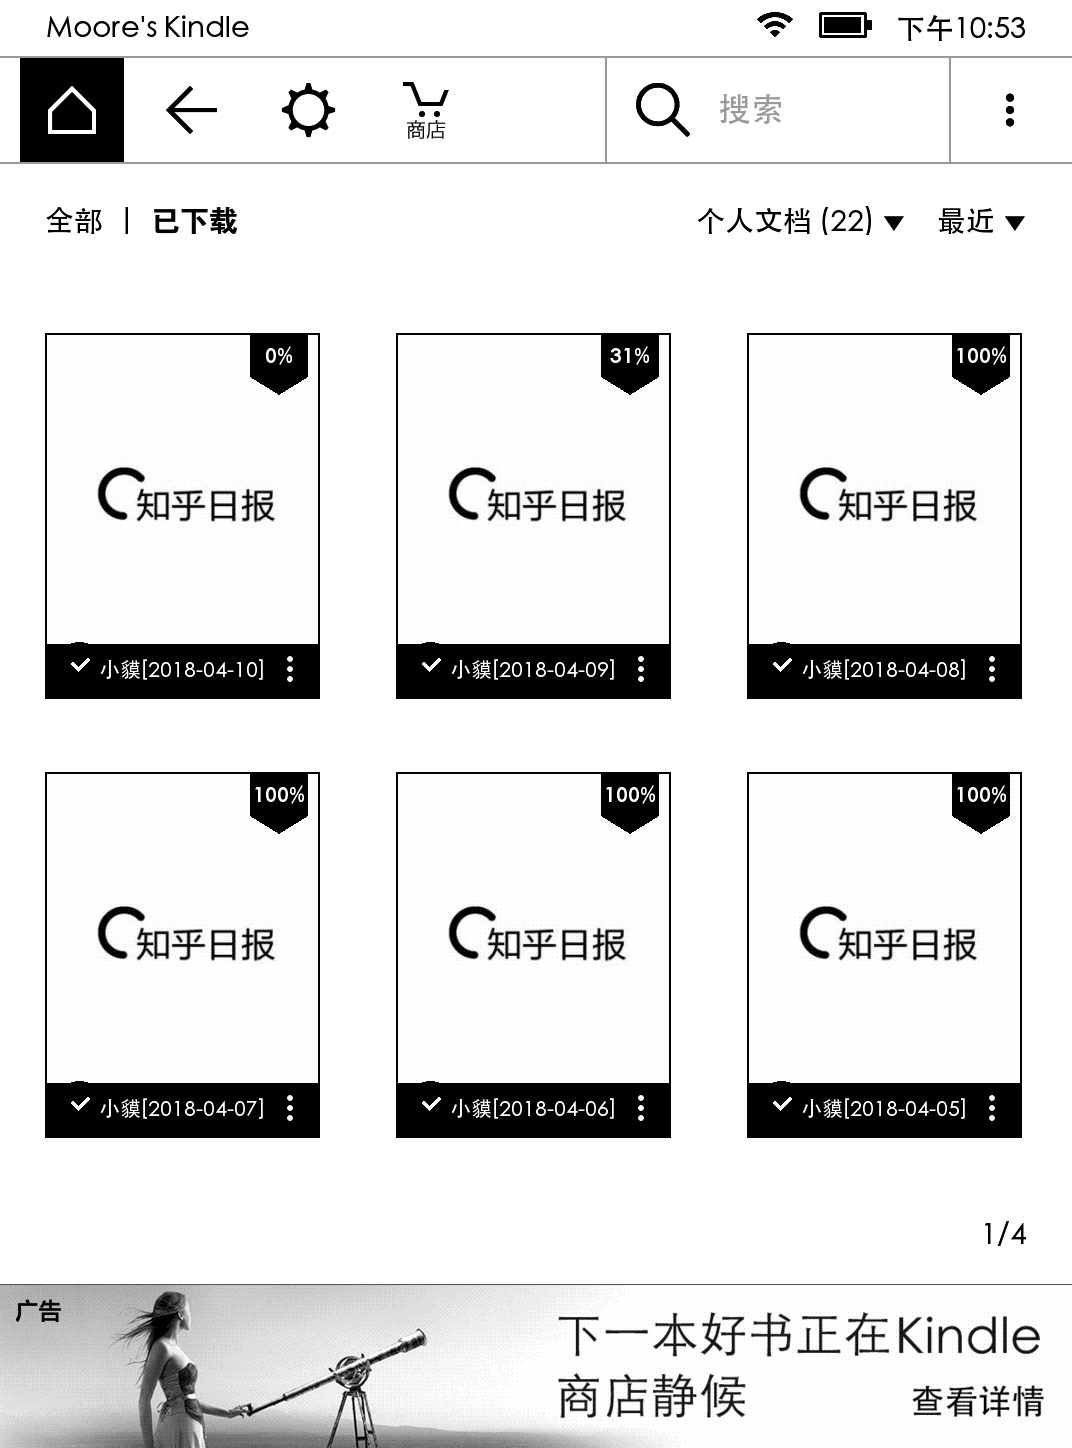 Moore's Kindle 下午10:53
商店 搜索
全部 | 已下载 个人文档 (22) 最近
0% 31% 100%
知乎日报 知乎日报 知乎日报
小貘[2018-04-10] 小貘[2018-04-09] 小貘[2018-04-08]
100% 100% 100%
知乎日报 知乎日报 知乎日报
小貘[2018-04-07] 小貘[2018-04-06] 小貘[2018-04-05]
1/4
广告
下一本好书正在Kindle
商店静候 查看详情